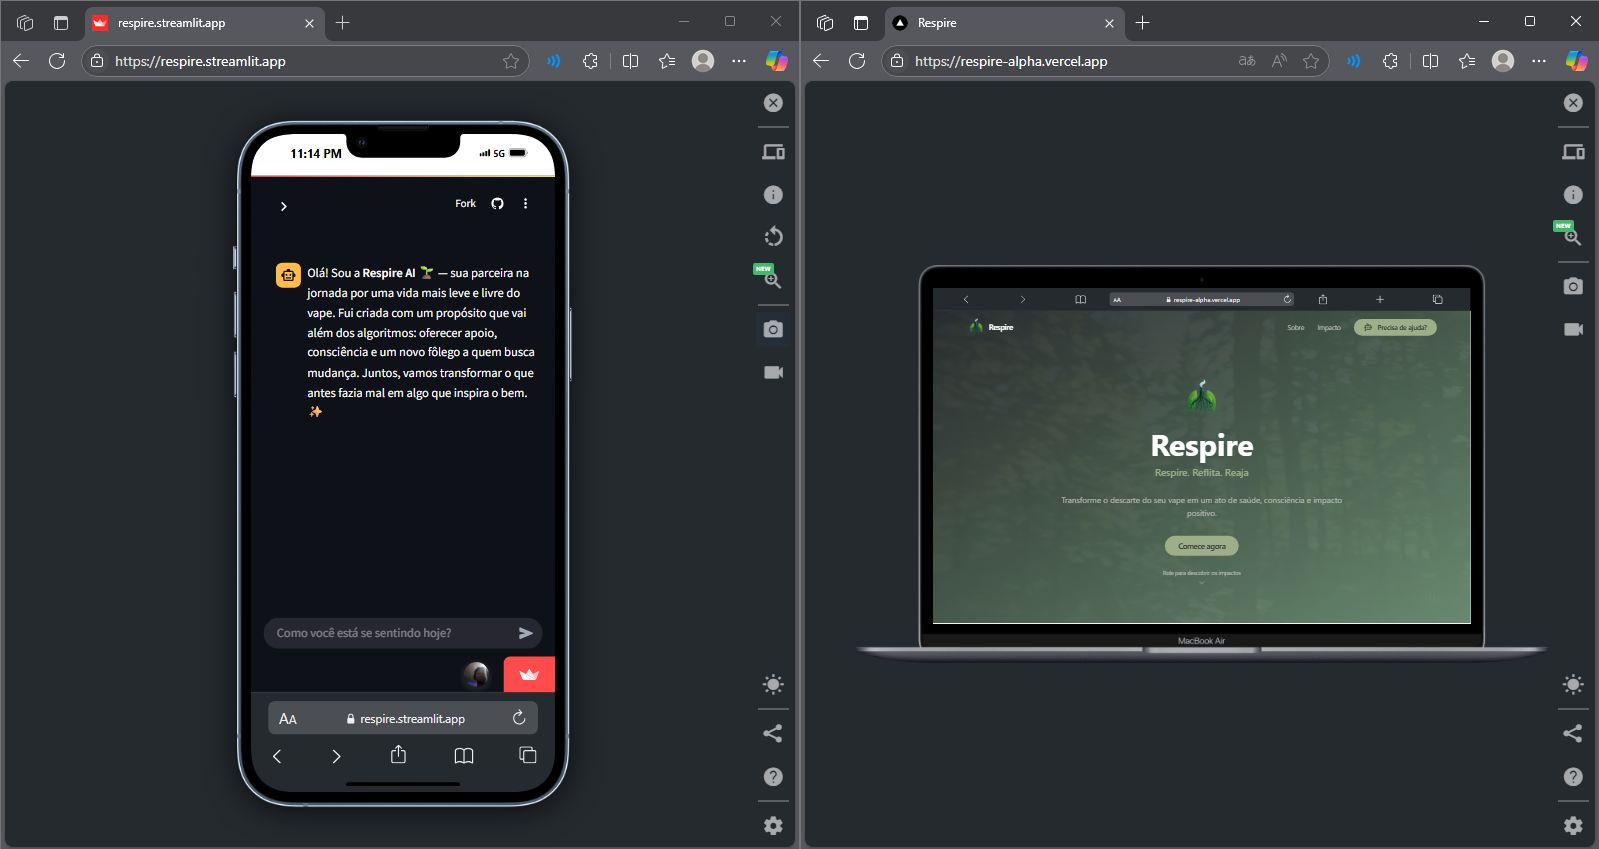 respire.streamlit.app
https://respire.streamlit.app
11:14 PM
5G
Fork
Olá! Sou a Respire AI 🌱 — sua parceira na
jornada por uma vida mais leve e livre do
vape. Fui criada com um propósito que vai
além dos algoritmos: oferecer apoio,
consciência e um novo fôlego a quem busca
mudança. Juntos, vamos transformar o que
antes fazia mal em algo que inspira o bem.
✨
Como você está se sentindo hoje?
AA
respire.streamlit.app
NEW
Respire
https://respire-alpha.vercel.app
aあ
A
NEW
AA
respire-alpha.vercel.app
Respire
Sobre
Impacto
Precisa de ajuda?
Respire
Respire. Reflita. Reaja
Transforme o descarte do seu vape em um ato de saúde, consciência e impacto
positivo.
Comece agora
Role para descobrir os impactos
MacBook Air